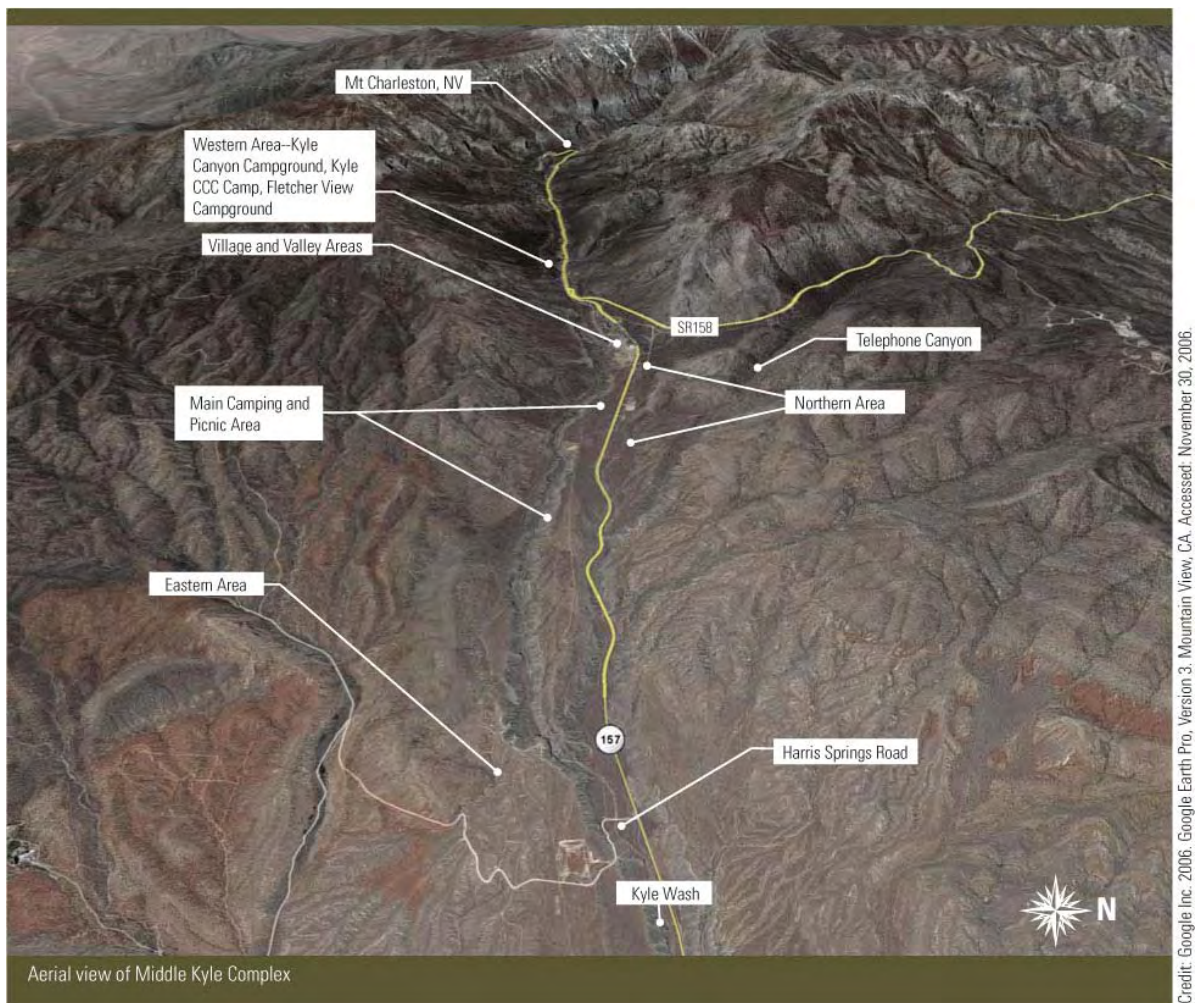 Mt Charleston, NV
Western Area--Kyle
Canyon Campground, Kyle
CCC Camp, Fletcher View
Campground
Village and Valley Areas
SR158
Telephone Canyon
Main Camping and
Picnic Area
Northern Area
Eastern Area
157
Harris Springs Road
Kyle Wash
N
Aerial view of Middle Kyle Complex
Credit: Google Inc. 2006. Google Earth Pro, Version 3. Mountain View, CA. Accessed: November 30, 2006.